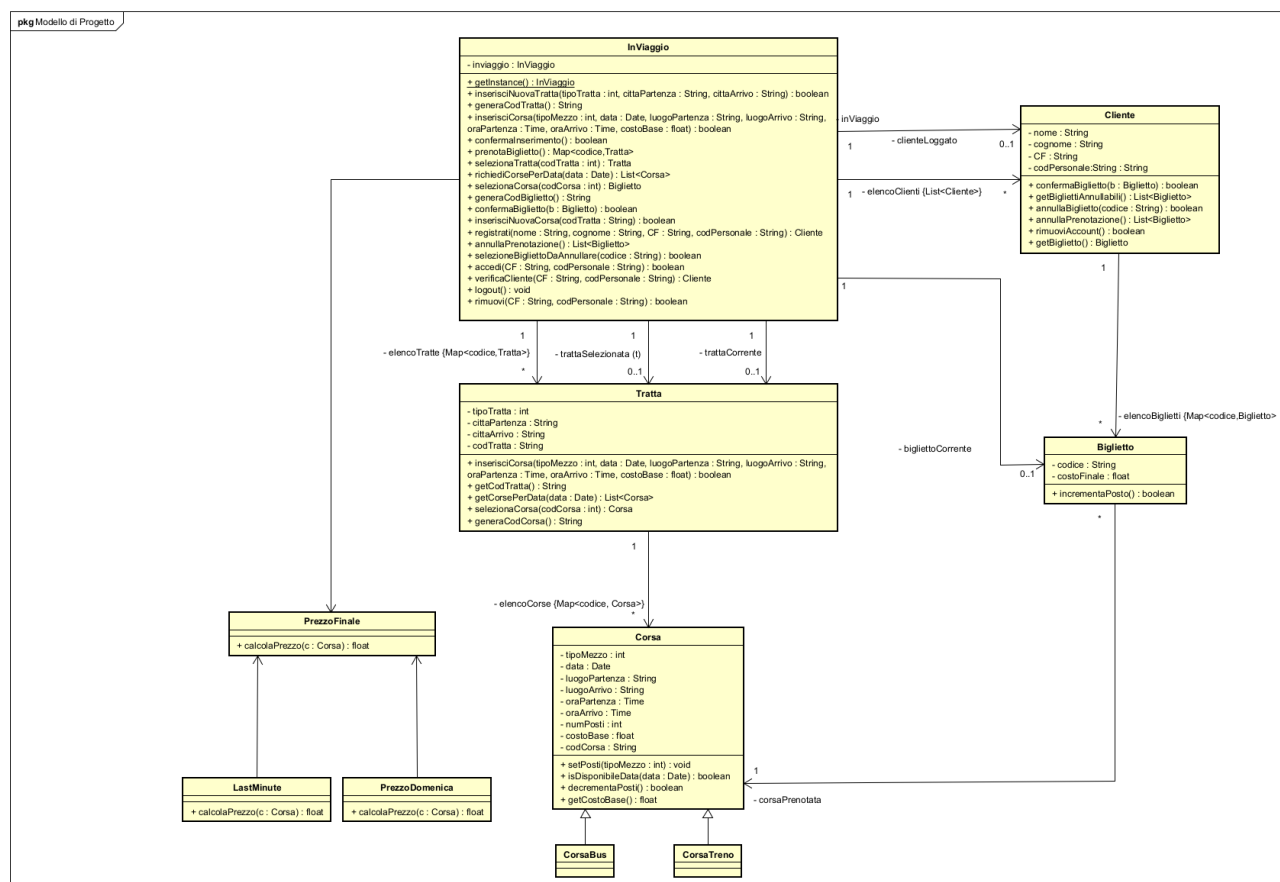 pkg Modello di Progetto
InViaggio
- inviaggio : InViaggio
+ getInstance() : InViaggio
+ inserisciNuovaTratta(tipoTratta : int, cittaPartenza : String, cittaArrivo : String) : boolean
+ generaCodTratta() : String
+ inserisciCorsa(tipoMezzo : int, data : Date, luogoPartenza : String, luogoArrivo : String,
oraPartenza : Time, oraArrivo : Time, costoBase : float) : boolean
+ confermaInserimento() : boolean
+ prenotaBiglietto() : Map<codice,Tratta>
+ selezionaTratta(codTratta : int) : Tratta
+ richiediCorsePerData(data : Date) : List<Corsa>
+ selezionaCorsa(codCorsa : int) : Biglietto
+ generaCodBiglietto() : String
+ confermaBiglietto(b : Biglietto) : boolean
+ inserisciNuovaCorsa(codTratta : String) : boolean
+ registrati(nome : String, cognome : String, CF : String, codPersonale : String) : Cliente
+ annullaPrenotazione() : List<Biglietto>
+ selezioneBigliettoDaAnnullare(codice : String) : boolean
+ accedi(CF : String, codPersonale : String) : boolean
+ verificaCliente(CF : String, codPersonale : String) : Cliente
+ logout() : void
+ rimuovi(CF : String, codPersonale : String) : boolean
- inViaggio
1
- clienteLoggato
0..1
1
- elencoClienti {List<Cliente>}
*
Cliente
- nome : String
- cognome : String
- CF : String
- codPersonale:String : String
+ confermaBiglietto(b : Biglietto) : boolean
+ getBigliettiAnnullabili() : List<Biglietto>
+ annullaBiglietto(codice : String) : boolean
+ annullaPrenotazione() : List<Biglietto>
+ rimuoviAccount() : boolean
+ getBiglietto() : Biglietto
1
1
1
- elencoTratte {Map<codice,Tratta>}
*
1
- trattaSelezionata (t)
0..1
1
- trattaCorrente
0..1
Tratta
- tipoTratta : int
- cittaPartenza : String
- cittaArrivo : String
- codTratta : String
+ inserisciCorsa(tipoMezzo : int, data : Date, luogoPartenza : String, luogoArrivo : String,
oraPartenza : Time, oraArrivo : Time, costoBase : float) : boolean
+ getCodTratta() : String
+ getCorsePerData(data : Date) : List<Corsa>
+ selezionaCorsa(codCorsa : int) : Corsa
+ generaCodCorsa() : String
- elencoBiglietti {Map<codice,Biglietto>
*
- bigliettoCorrente
0..1
Biglietto
- codice : String
- costoFinale : float
+ incrementaPosto() : boolean
*
1
- elencoCorse {Map<codice, Corsa>}
*
PrezzoFinale
+ calcolaPrezzo(c : Corsa) : float
Corsa
- tipoMezzo : int
- data : Date
- luogoPartenza : String
- luogoArrivo : String
- oraPartenza : Time
- oraArrivo : Time
- numPosti : int
- costoBase : float
- codCorsa : String
+ setPosti(tipoMezzo : int) : void
+ isDisponibileData(data : Date) : boolean
+ decrementaPosti() : boolean
+ getCostoBase() : float
1
- corsaPrenotata
LastMinute
+ calcolaPrezzo(c : Corsa) : float
PrezzoDomenica
+ calcolaPrezzo(c : Corsa) : float
CorsaBus
CorsaTreno